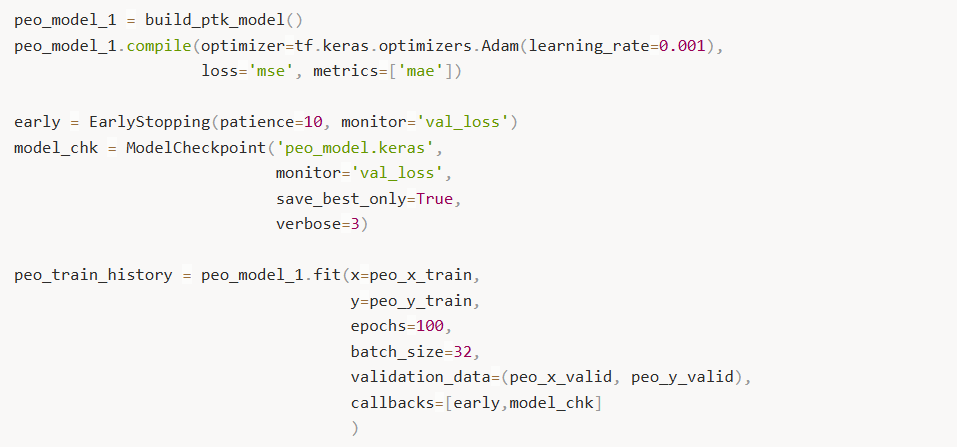 peo_model_1 = build_ptk_model()
peo_model_1.compile(optimizer=tf.keras.optimizers.Adam(learning_rate=0.001),
                    loss='mse', metrics=['mae'])

early = EarlyStopping(patience=10, monitor='val_loss')
model_chk = ModelCheckpoint('peo_model.keras',
                            monitor='val_loss',
                            save_best_only=True,
                            verbose=3)

peo_train_history = peo_model_1.fit(x=peo_x_train,
                                    y=peo_y_train,
                                    epochs=100,
                                    batch_size=32,
                                    validation_data=(peo_x_valid, peo_y_valid),
                                    callbacks=[early,model_chk]
                                    )